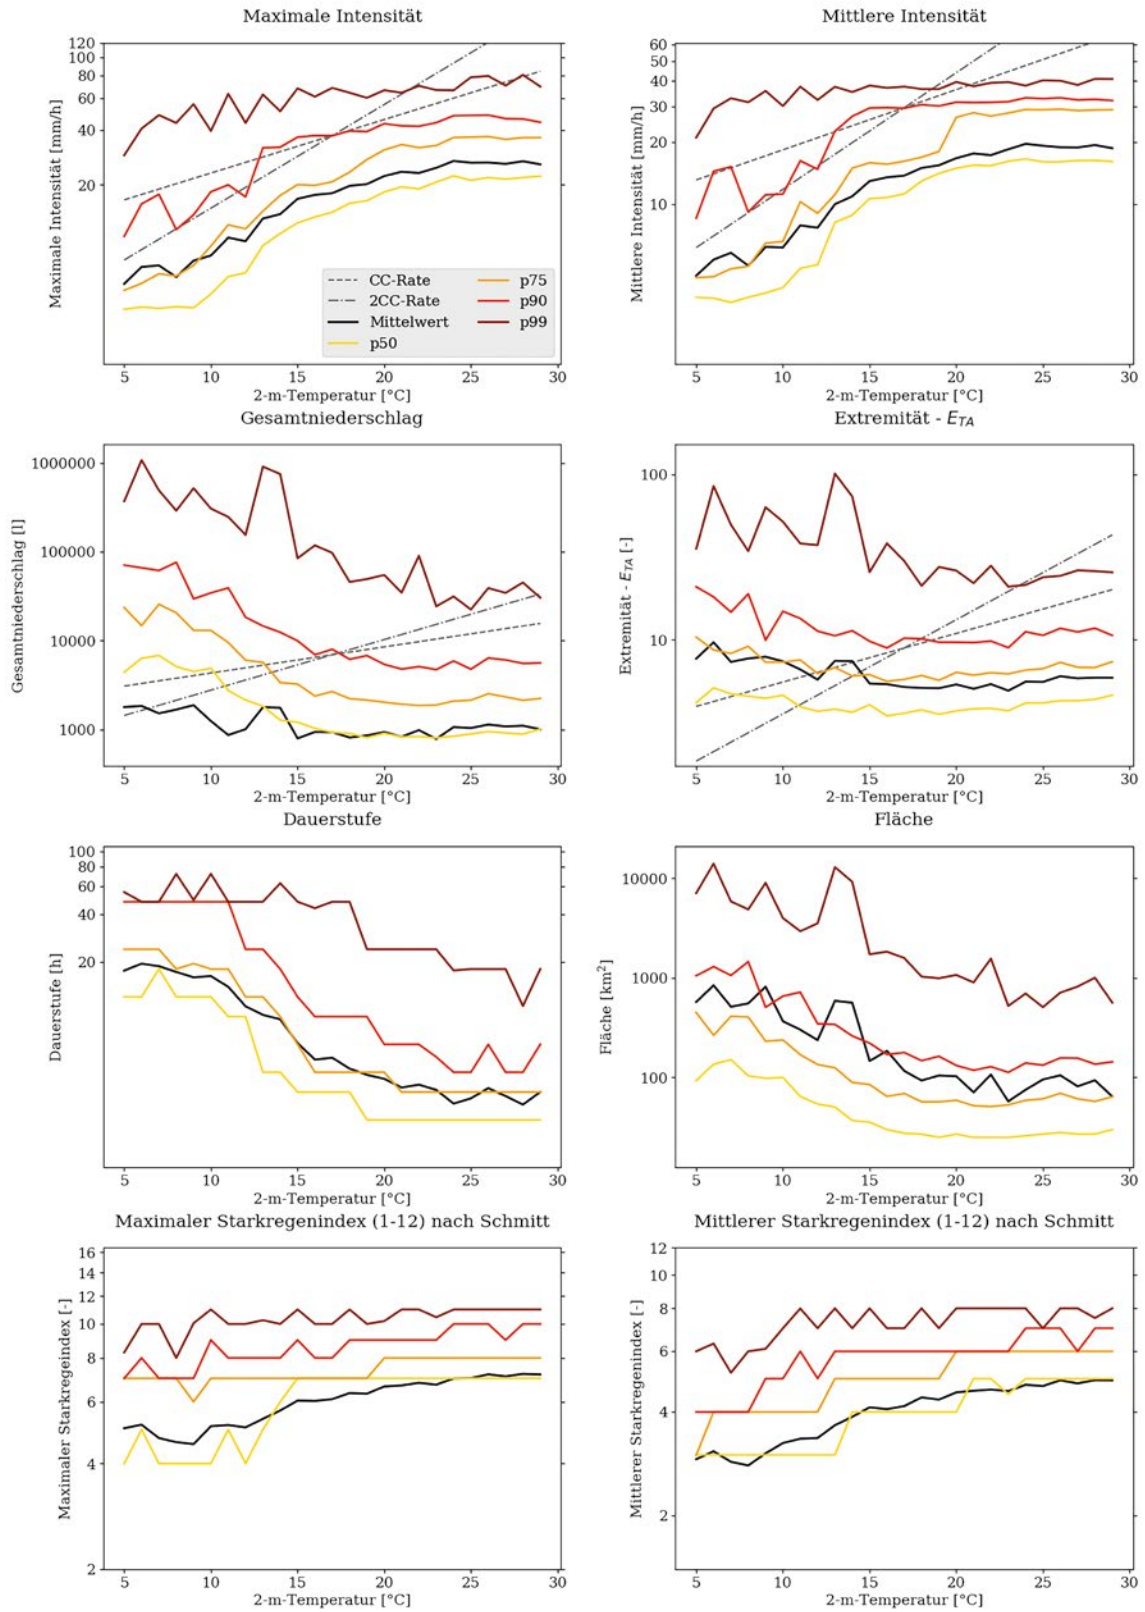 Maximale Intensität
Maximale Intensität [mm/h]
120
100
80
60
40
20
CC-Rate
2CC-Rate
Mittelwert
p50
p75
p90
p99
5 10 15 20 25 30
2-m-Temperatur [°C]
Mittlere Intensität
Mittlere Intensität [mm/h]
60
50
40
30
20
10
5 10 15 20 25 30
2-m-Temperatur [°C]
Gesamtniederschlag
Gesamtniederschlag [l]
1000000
100000
10000
1000
5 10 15 20 25 30
2-m-Temperatur [°C]
Extremität - E_TA
Extremität - E_TA [-]
100
10
5 10 15 20 25 30
2-m-Temperatur [°C]
Dauerstufe
Dauerstufe [h]
100
80
60
40
20
5 10 15 20 25 30
2-m-Temperatur [°C]
Fläche
Fläche [km²]
10000
1000
100
5 10 15 20 25 30
2-m-Temperatur [°C]
Maximaler Starkregenindex (1-12) nach Schmitt
Maximaler Starkregeindex [-]
16
14
12
10
8
6
4
2
5 10 15 20 25 30
2-m-Temperatur [°C]
Mittlerer Starkregenindex (1-12) nach Schmitt
Mittlerer Starkregenindex [-]
12
10
8
6
4
2
5 10 15 20 25 30
2-m-Temperatur [°C]